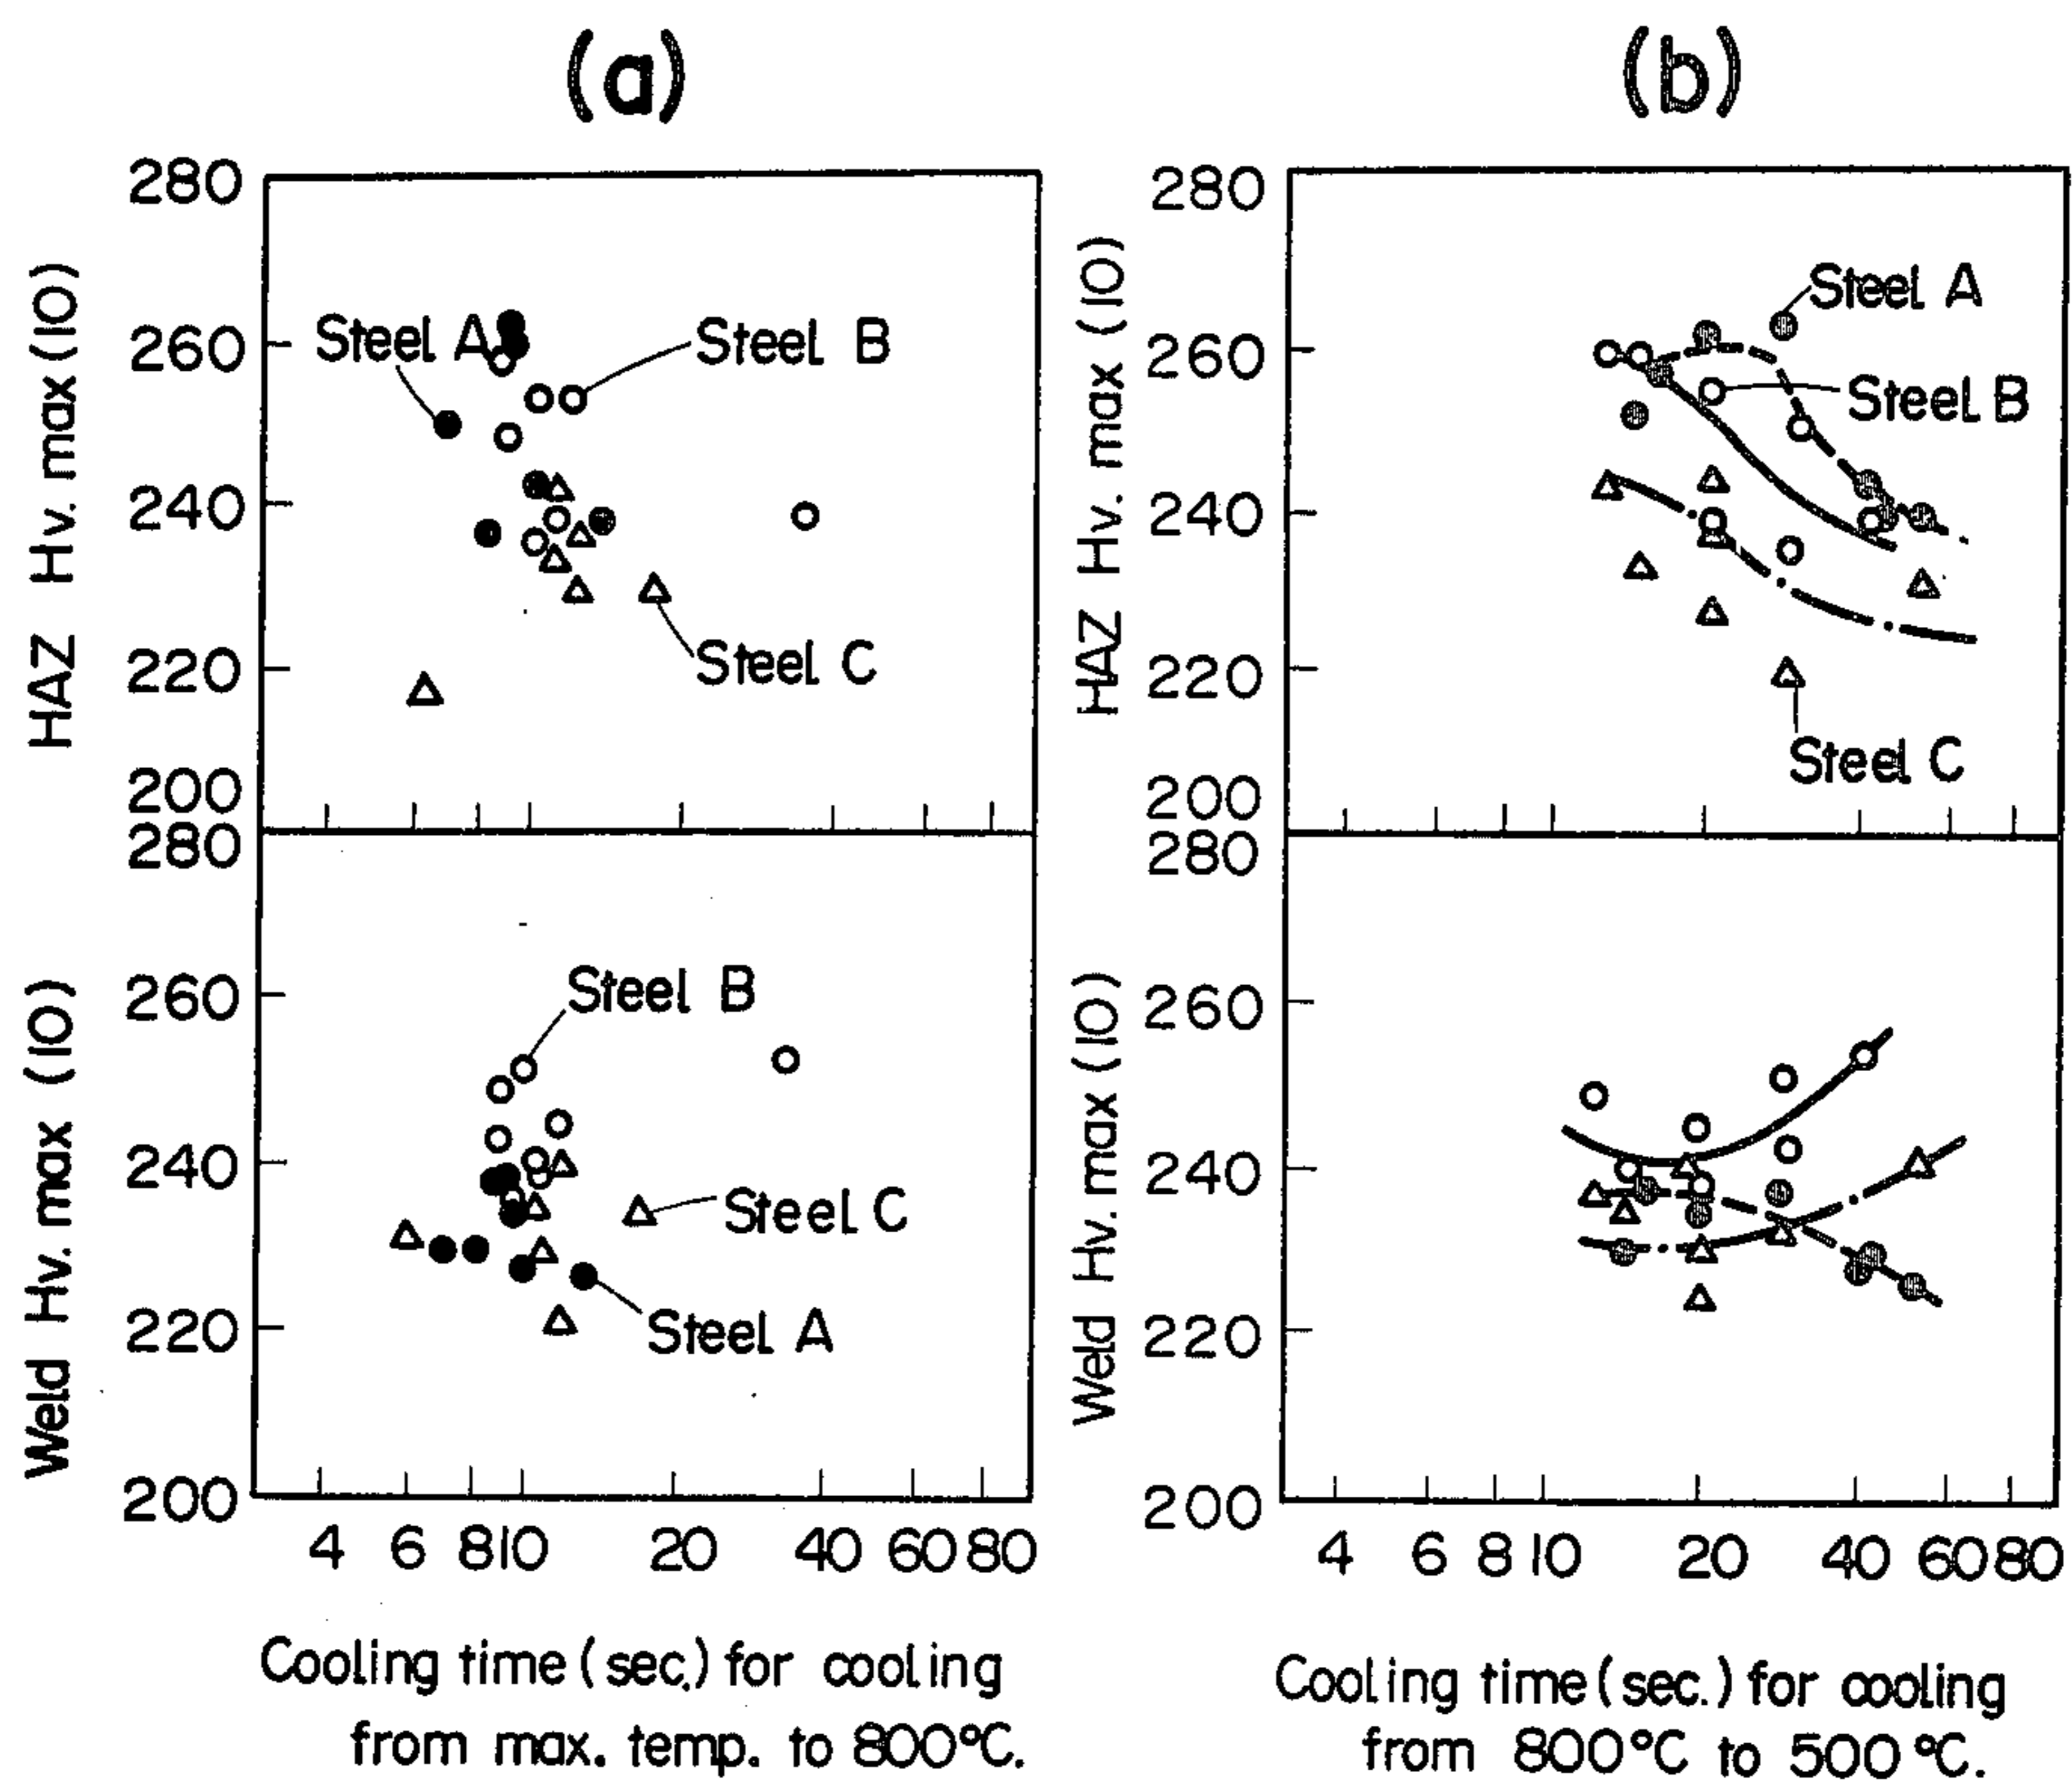 (a)
HAZ Hv. max (10)
280
260
240
220
200
Steel A
Steel B
Steel C
Weld Hv. max (10)
280
260
240
220
200
Steel B
Steel C
Steel A
4 6 8 10 20 40 60 80
Cooling time (sec.) for cooling
from max. temp. to 800°C.
(b)
HAZ Hv. max (10)
280
260
240
220
200
Steel A
Steel B
Steel C
Weld Hv. max (10)
280
260
240
220
200
4 6 8 10 20 40 60 80
Cooling time (sec.) for cooling
from 800°C to 500°C.